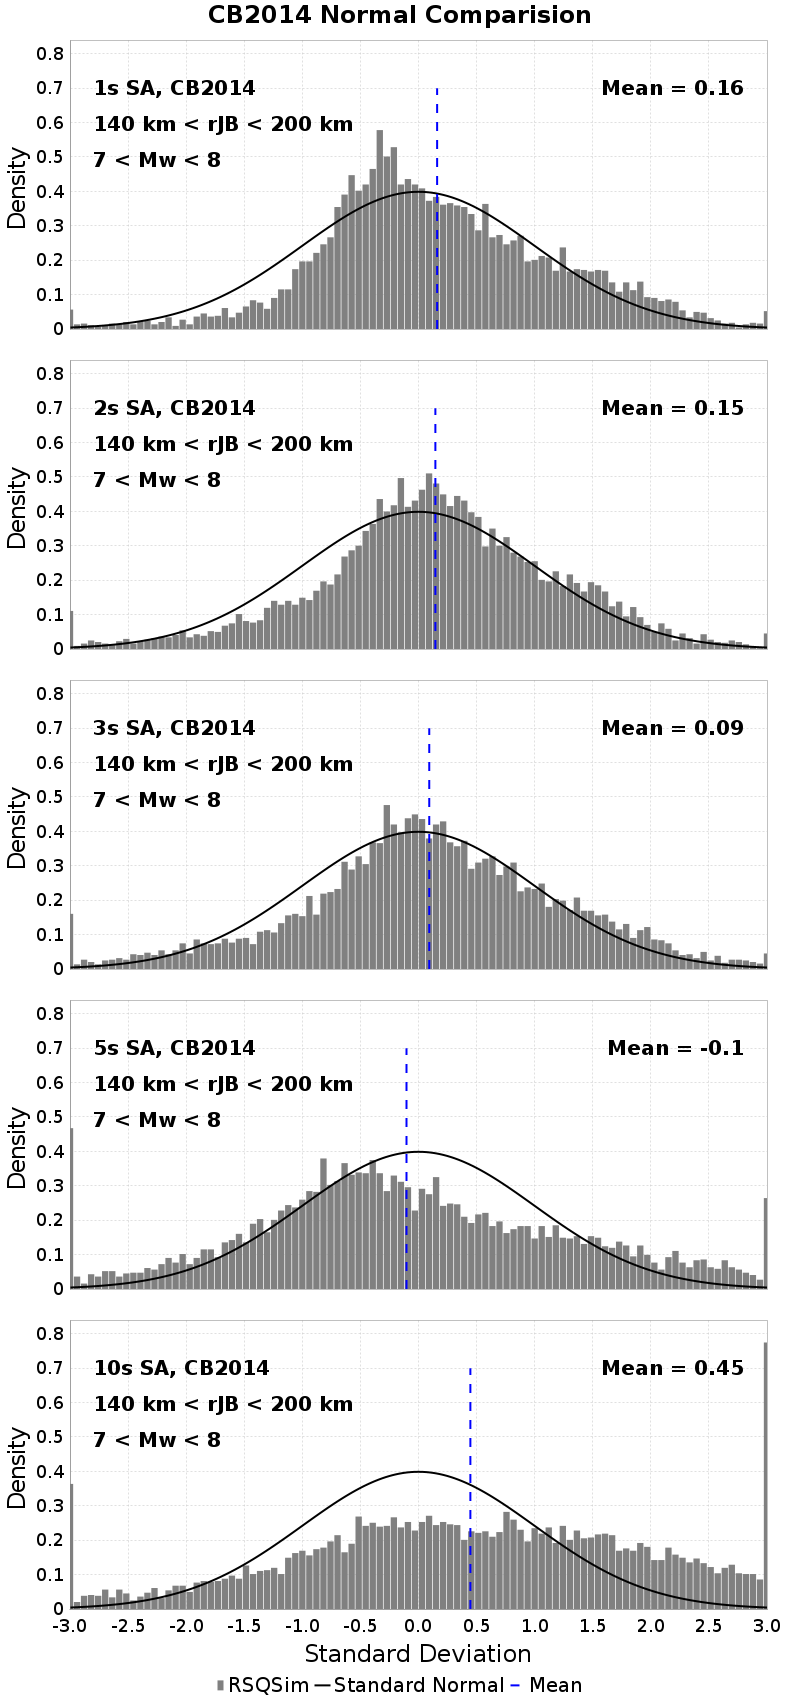 CB2014 Normal Comparision
0.8
0.7
0.6
0.5
0.4
0.3
0.2
0.1
0
Density
1s SA, CB2014
140 km < rJB < 200 km
7 < Mw < 8
Mean = 0.16
0.8
0.7
0.6
0.5
0.4
0.3
0.2
0.1
0
Density
2s SA, CB2014
140 km < rJB < 200 km
7 < Mw < 8
Mean = 0.15
0.8
0.7
0.6
0.5
0.4
0.3
0.2
0.1
0
Density
3s SA, CB2014
140 km < rJB < 200 km
7 < Mw < 8
Mean = 0.09
0.8
0.7
0.6
0.5
0.4
0.3
0.2
0.1
0
Density
5s SA, CB2014
140 km < rJB < 200 km
7 < Mw < 8
Mean = -0.1
0.8
0.7
0.6
0.5
0.4
0.3
0.2
0.1
0
Density
10s SA, CB2014
140 km < rJB < 200 km
7 < Mw < 8
Mean = 0.45
-3.0 -2.5 -2.0 -1.5 -1.0 -0.5 0.0 0.5 1.0 1.5 2.0 2.5 3.0
Standard Deviation
RSQSim Standard Normal Mean